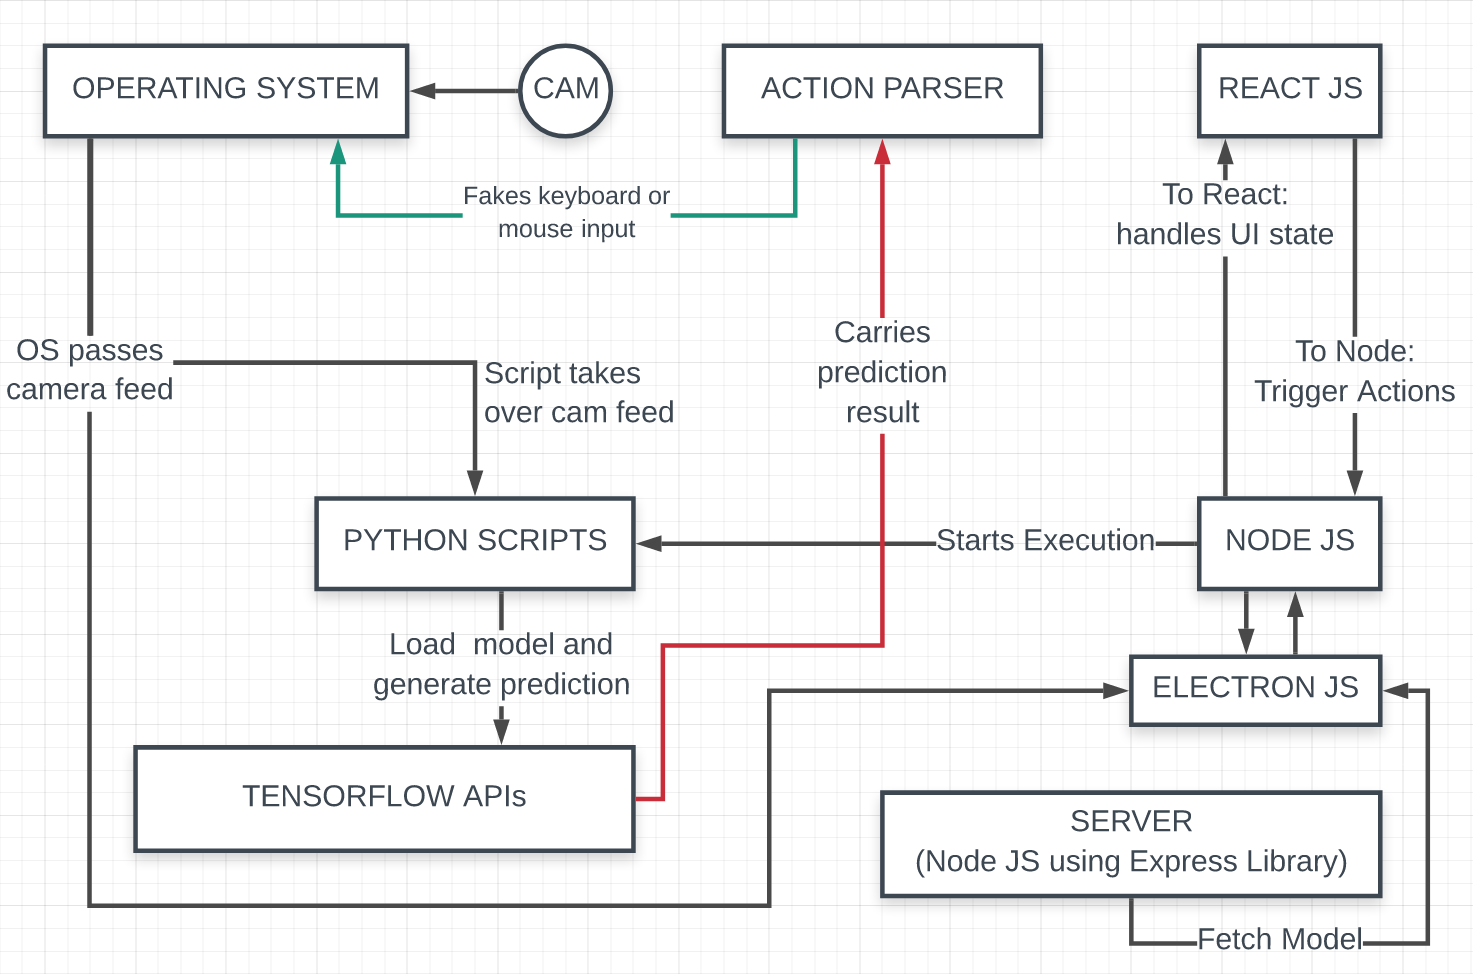 OPERATING SYSTEM
CAM
ACTION PARSER
REACT JS
Fakes keyboard or
mouse input
To React:
handles UI state
OS passes
camera feed
Script takes
over cam feed
Carries
prediction
result
To Node:
Trigger Actions
PYTHON SCRIPTS
Starts Execution
NODE JS
Load  model and
generate prediction
ELECTRON JS
TENSORFLOW APIs
SERVER
(Node JS using Express Library)
Fetch Model